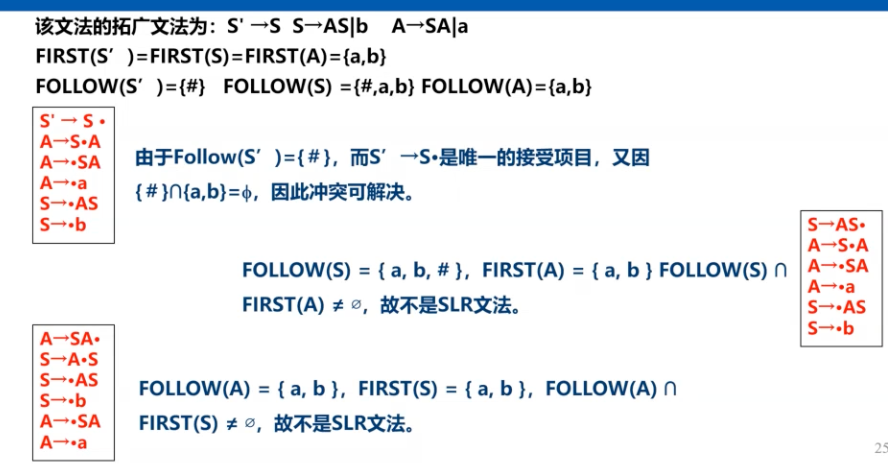 该文法的拓广文法为：S' →S S→AS|b A→SA|a
FIRST(S′)=FIRST(S)=FIRST(A)={a,b}
FOLLOW(S′)={#} FOLLOW(S) ={#,a,b} FOLLOW(A)={a,b}
S' → S •
A→S•A
A→•SA
A→•a
S→•AS
S→•b
由于Follow(S′)={#}，而S′→S•是唯一的接受项目，又因
{#}∩{a,b}=ϕ，因此冲突可解决。
FOLLOW(S) = { a, b, # }，FIRST(A) = { a, b } FOLLOW(S) ∩
FIRST(A) ≠ ∅，故不是SLR文法。
S→AS•
A→S•A
A→•SA
A→•a
S→•AS
S→•b
A→SA•
S→A•S
S→•AS
S→•b
A→•SA
A→•a
FOLLOW(A) = { a, b }，FIRST(S) = { a, b }，FOLLOW(A) ∩
FIRST(S) ≠ ∅，故不是SLR文法。
25